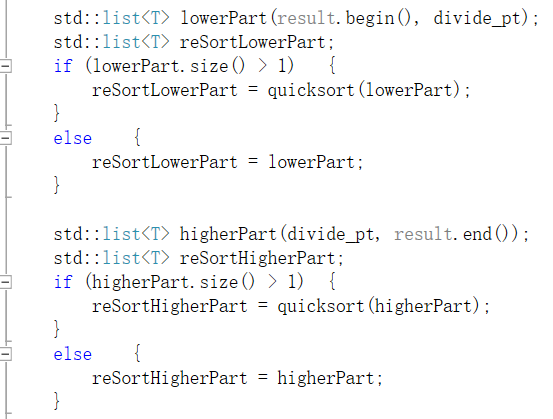 std::list<T> lowerPart(result.begin(), divide_pt);
std::list<T> reSortLowerPart;
if (lowerPart.size() > 1)   {
    reSortLowerPart = quicksort(lowerPart);
}
else    {
    reSortLowerPart = lowerPart;
}

std::list<T> higherPart(divide_pt, result.end());
std::list<T> reSortHigherPart;
if (higherPart.size() > 1)  {
    reSortHigherPart = quicksort(higherPart);
}
else    {
    reSortHigherPart = higherPart;
}